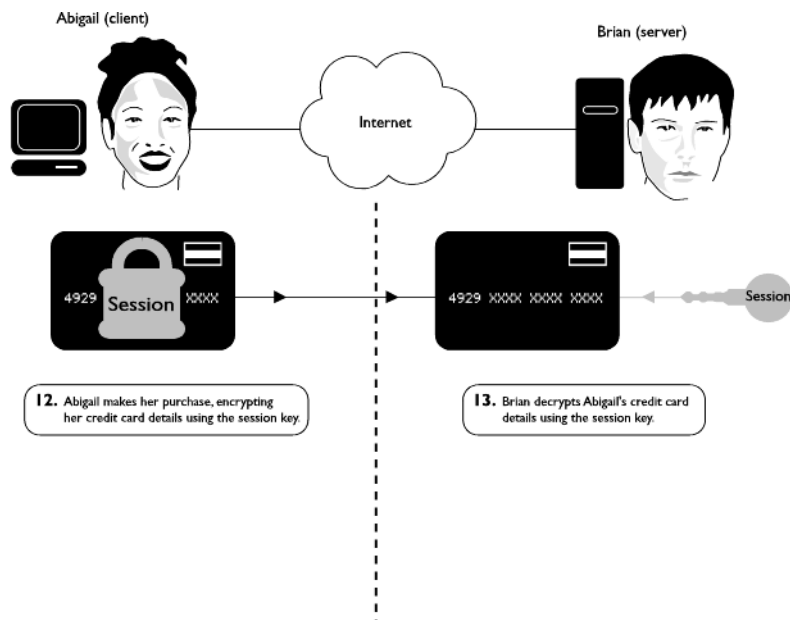 Abigail (client)
Brian (server)
Internet
4929 Session XXXX
4929 XXXX XXXX XXXX
Session
12. Abigail makes her purchase, encrypting
her credit card details using the session key.
13. Brian decrypts Abigail's credit card
details using the session key.